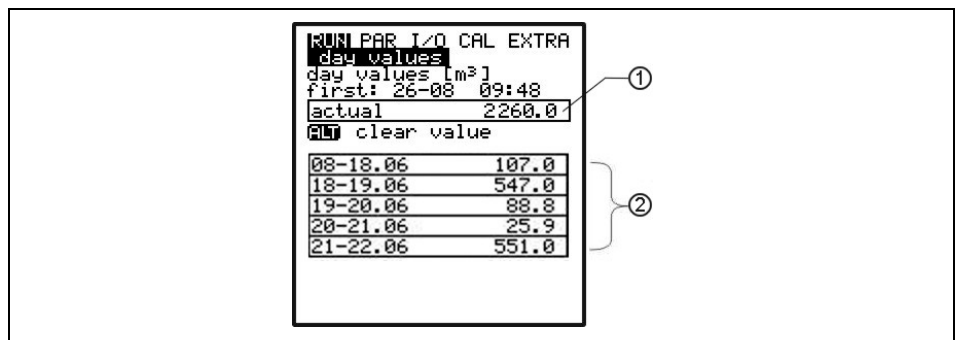 RUN PAR I/O CAL EXTRA
day values
day values [m³]
first: 26-08 09:48
actual 2260.0
①
ALT clear value
08-18.06 107.0
18-19.06 547.0
19-20.06 88.8
②
20-21.06 25.9
21-22.06 551.0